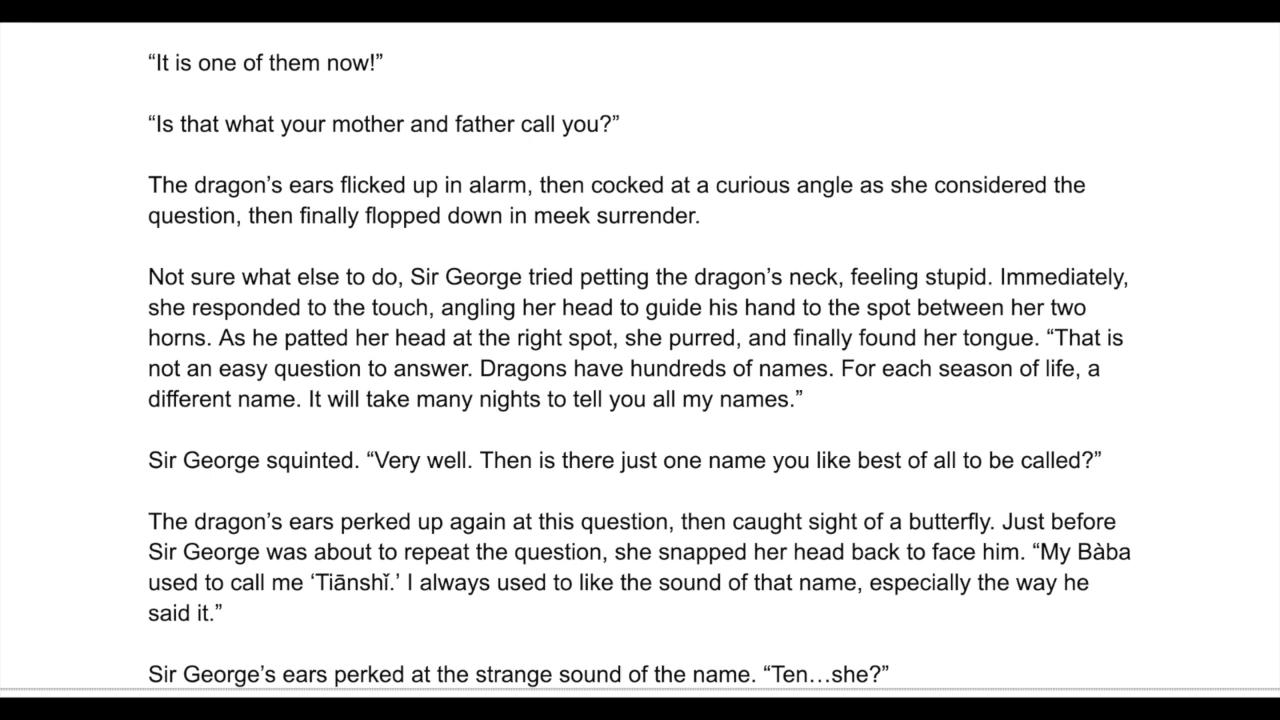 “It is one of them now!”
“Is that what your mother and father call you?”
The dragon’s ears flicked up in alarm, then cocked at a curious angle as she considered the
question, then finally flopped down in meek surrender.
Not sure what else to do, Sir George tried petting the dragon’s neck, feeling stupid. Immediately,
she responded to the touch, angling her head to guide his hand to the spot between her two
horns. As he patted her head at the right spot, she purred, and finally found her tongue. “That is
not an easy question to answer. Dragons have hundreds of names. For each season of life, a
different name. It will take many nights to tell you all my names.”
Sir George squinted. “Very well. Then is there just one name you like best of all to be called?”
The dragon’s ears perked up again at this question, then caught sight of a butterfly. Just before
Sir George was about to repeat the question, she snapped her head back to face him. “My Bàba
used to call me ‘Tiānshǐ.’ I always used to like the sound of that name, especially the way he
said it.”
Sir George’s ears perked at the strange sound of the name. “Ten…she?”